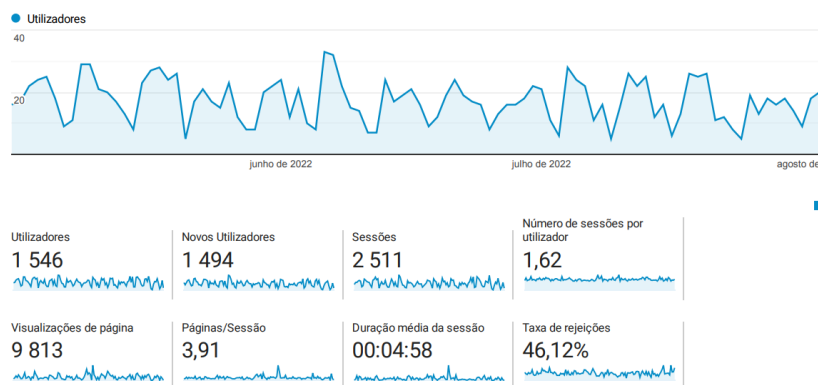 Utilizadores
40
20
junho de 2022
julho de 2022
agosto de
Utilizadores
1 546
Novos Utilizadores
1 494
Sessões
2 511
Número de sessões por
utilizador
1,62
Visualizações de página
9 813
Páginas/Sessão
3,91
Duração média da sessão
00:04:58
Taxa de rejeições
46,12%